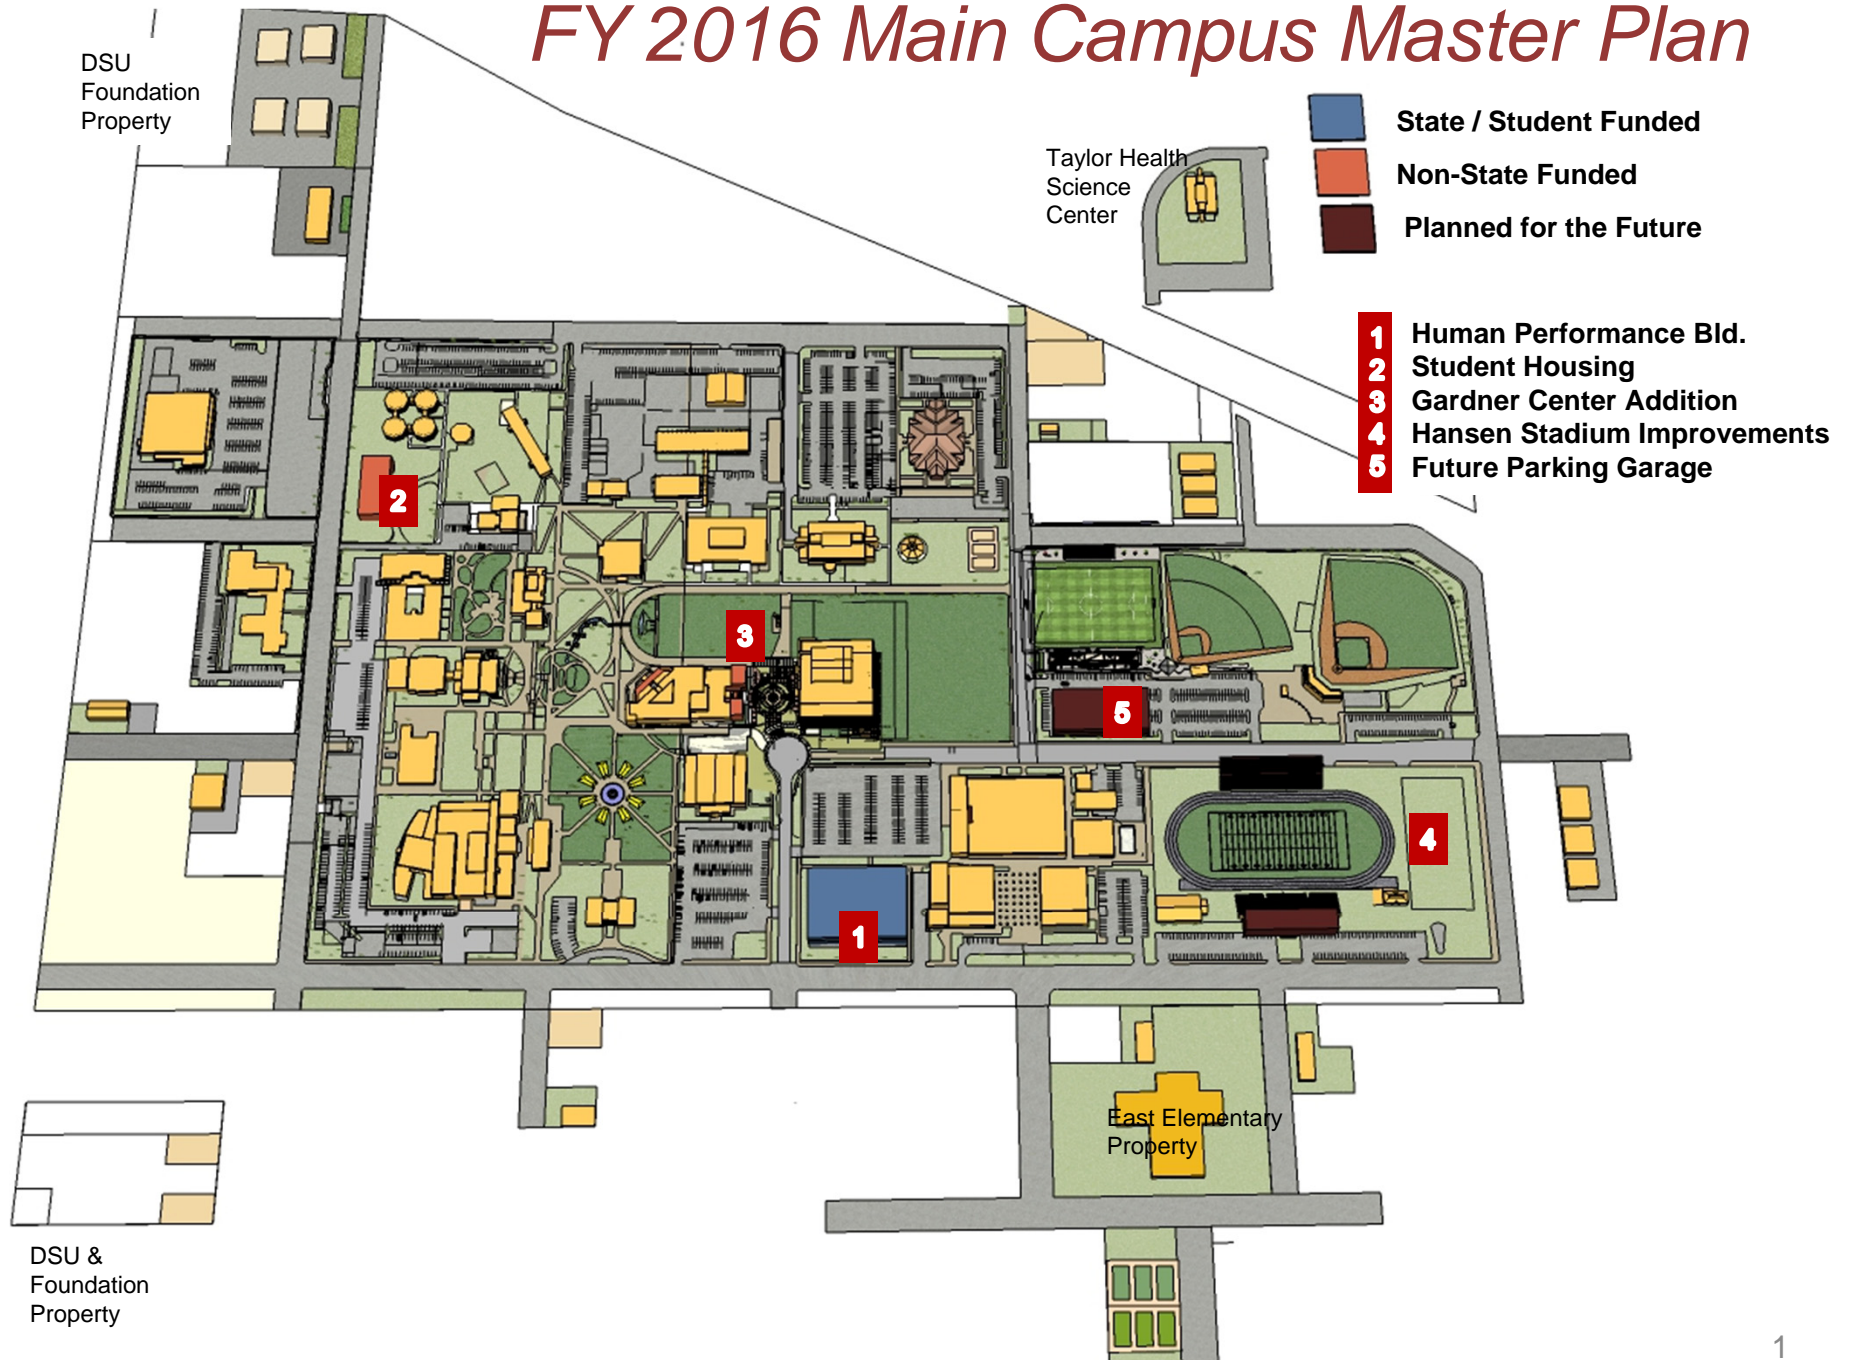 FY 2016 Main Campus Master Plan
DSU
Foundation
Property
Taylor Health
Science
Center
State / Student Funded
Non-State Funded
Planned for the Future
1 Human Performance Bld.
2 Student Housing
3 Gardner Center Addition
4 Hansen Stadium Improvements
5 Future Parking Garage
2
3
5
4
1
East Elementary
Property
DSU &
Foundation
Property
1